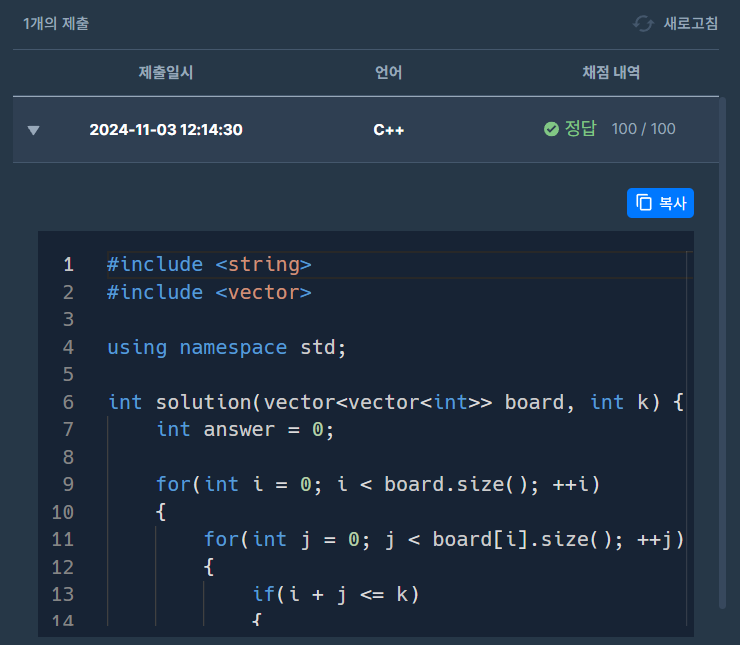 1개의 제출 새로고침
제출일시 언어 채점 내역
2024-11-03 12:14:30 C++ 정답 100 / 100
복사
1 #include <string>
2 #include <vector>
3
4 using namespace std;
5
6 int solution(vector<vector<int>> board, int k) {
7 int answer = 0;
8
9 for(int i = 0; i < board.size(); ++i)
10 {
11 for(int j = 0; j < board[i].size(); ++j)
12 {
13 if(i + j <= k)
14 {